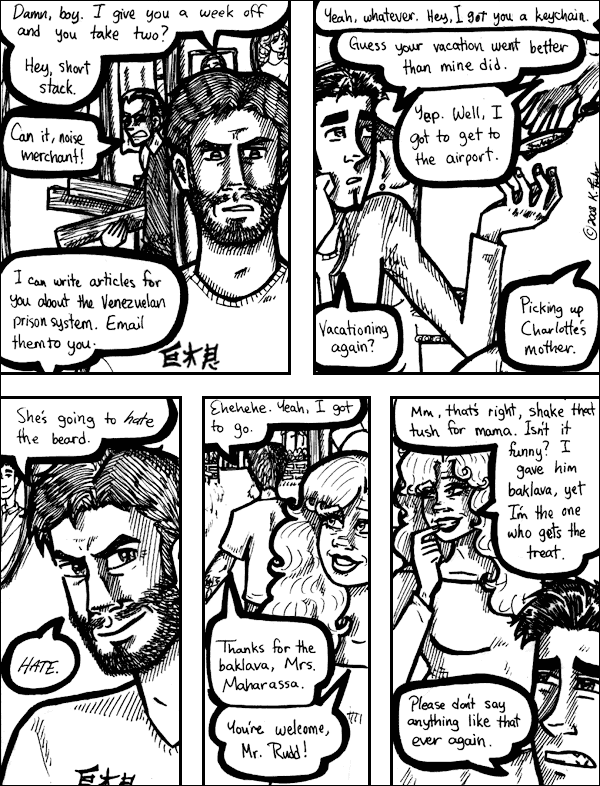 Damn, boy. I give you a week off
and you take two?
Hey, short
stack.
Can it, noise
merchant!
I can write articles for
you about the Venezuelan
prison system. Email
them to you.
Yeah, whatever. Hey, I got you a keychain.
Guess your vacation went better
than mine did.
Yep. Well, I
got to get to
the airport.
©2008 K.
Vacationing
again?
Picking up
Charlotte's
mother.
She's going to hate
the beard.
HATE.
Ehehehe. Yeah, I got
to go.
Thanks for the
baklava, Mrs.
Maharassa.
You're welcome,
Mr. Rudd!
Mm, that's right, shake that
tush for mama. Isn't it
funny? I
gave him
baklava, yet
I'm the one
who gets the
treat.
Please don't say
anything like that
ever again.